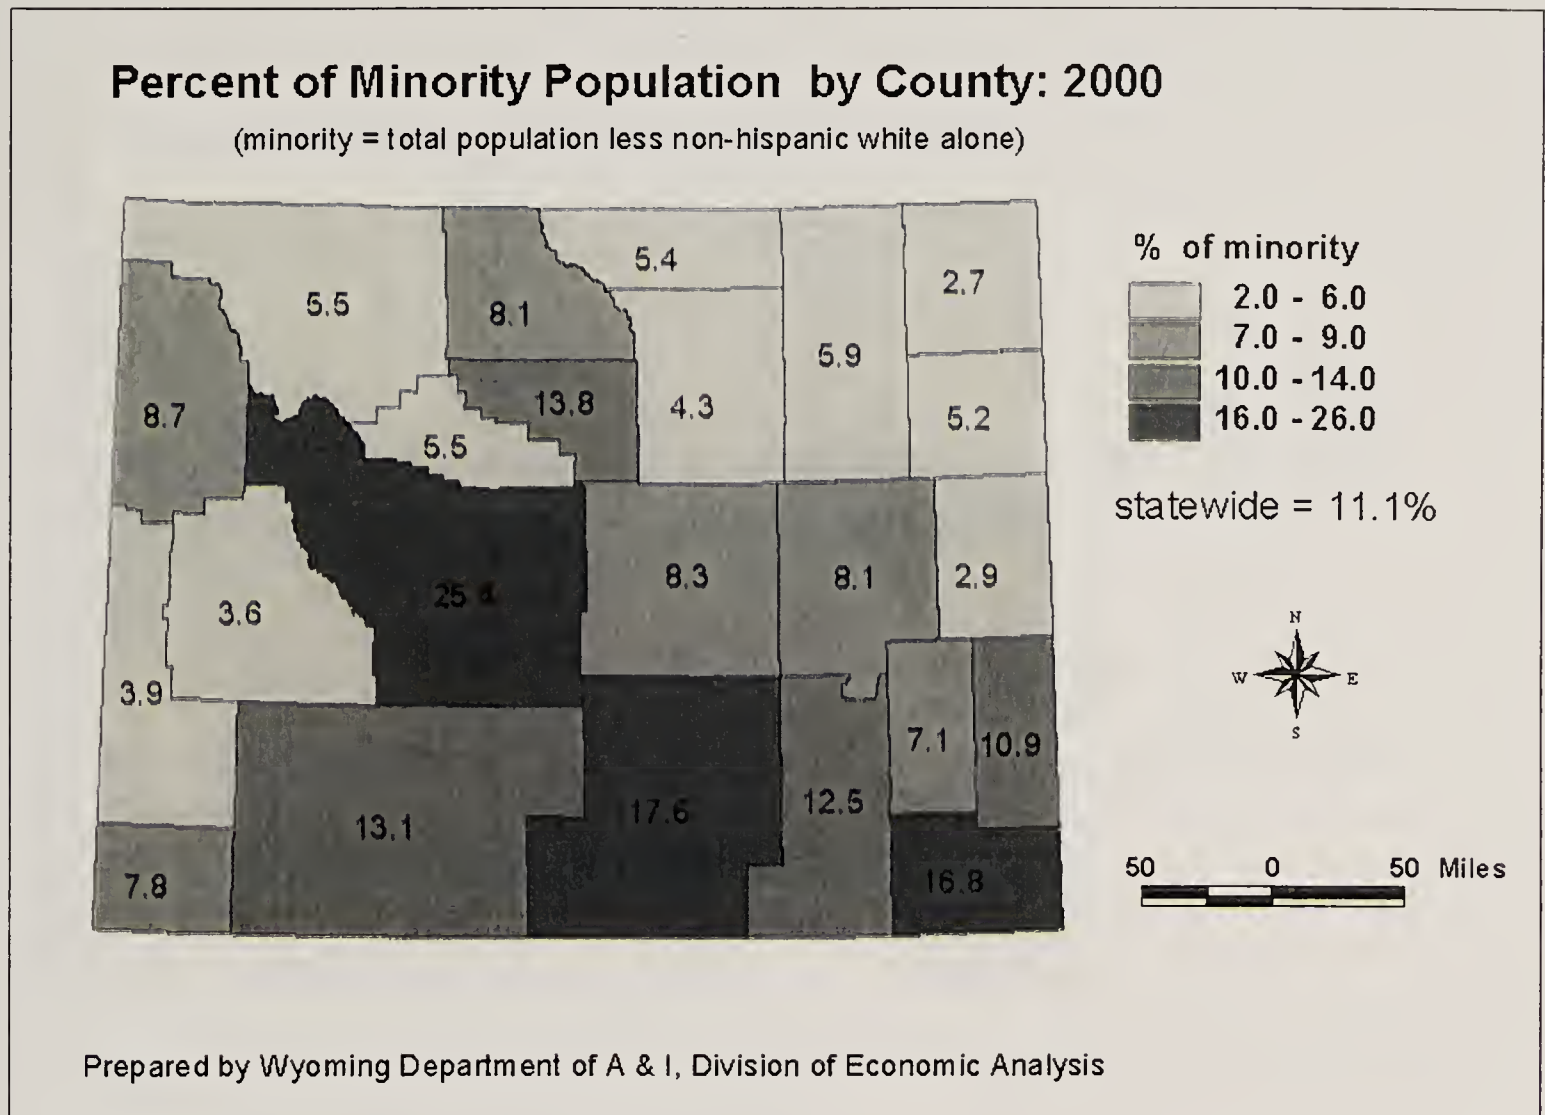 Percent of Minority Population by County: 2000
(minority = total population less non-hispanic white alone)
% of minority
2.0 - 6.0
7.0 - 9.0
10.0 - 14.0
16.0 - 26.0
statewide = 11.1%
5.4
2.7
5.5
8.1
5.9
8.7
13.8
4.3
5.2
5.5
8.3
8.1
2.9
3.6
3.9
7.1
10.9
17.6
12.5
13.1
7.8
16.8
N
W E
S
50 0 50 Miles
Prepared by Wyoming Department of A & I, Division of Economic Analysis